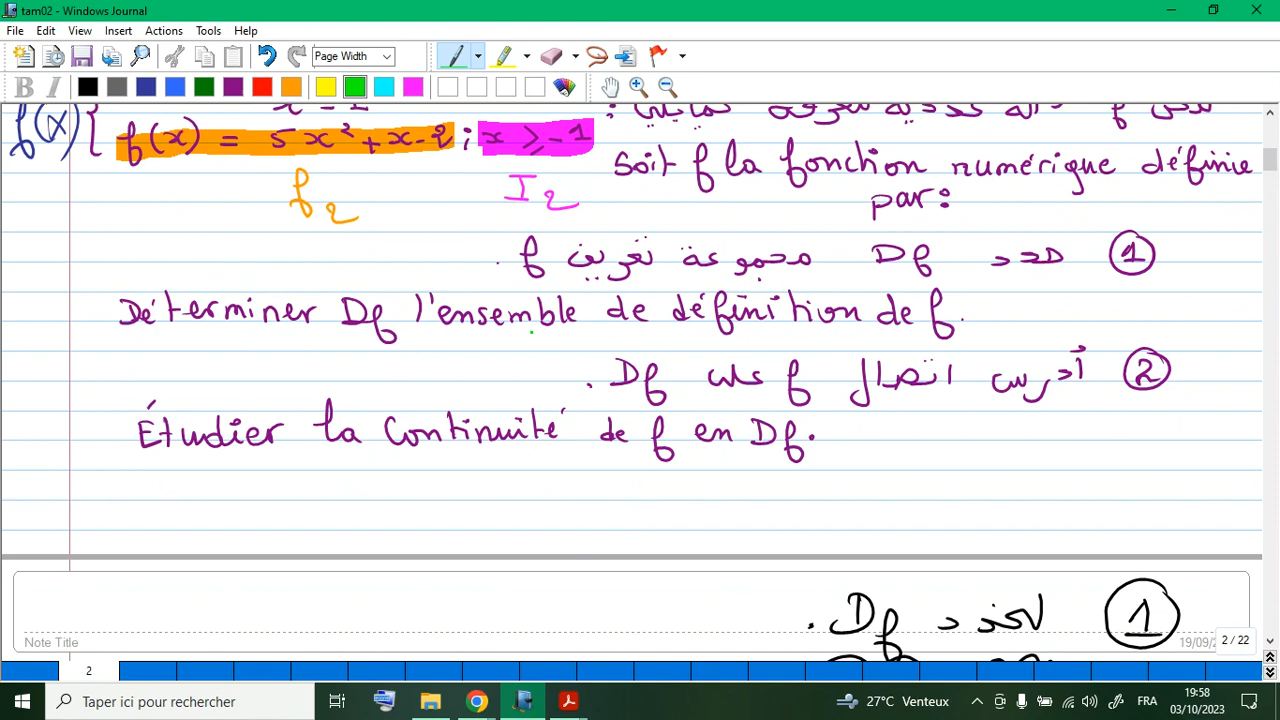 tam02 - Windows Journal
File Edit View Insert Actions Tools Help
Page Width
B I
f(x) {
f(x) = 5x² + x - 2 ; x ≥ -1
f₂ I₂
Soit f la fonction numérique définie
par:
① حدد Df مجموعة تعريف f .
Déterminer Df l'ensemble de définition de f.
② أدرس اتصال f على Df .
Étudier la Continuité de f en Df.
① لنحدد Df .
Note Title
19/09/
2 / 22
2
Taper ici pour rechercher
27°C Venteux
FRA
19:58
03/10/2023